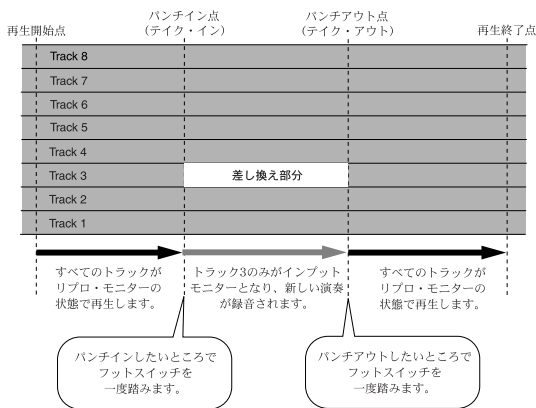 再生開始点
パンチイン点
(テイク・イン)
パンチアウト点
(テイク・アウト)
再生終了点
Track 8
Track 7
Track 6
Track 5
Track 4
Track 3
差し換え部分
Track 2
Track 1
すべてのトラックが
リプロ・モニターの
状態で再生します。
トラック3のみがインプット
モニターとなり、新しい演奏
が録音されます。
すべてのトラックが
リプロ・モニターの
状態で再生します。
パンチインしたいところで
フットスイッチを
一度踏みます。
パンチアウトしたいところで
フットスイッチを
一度踏みます。